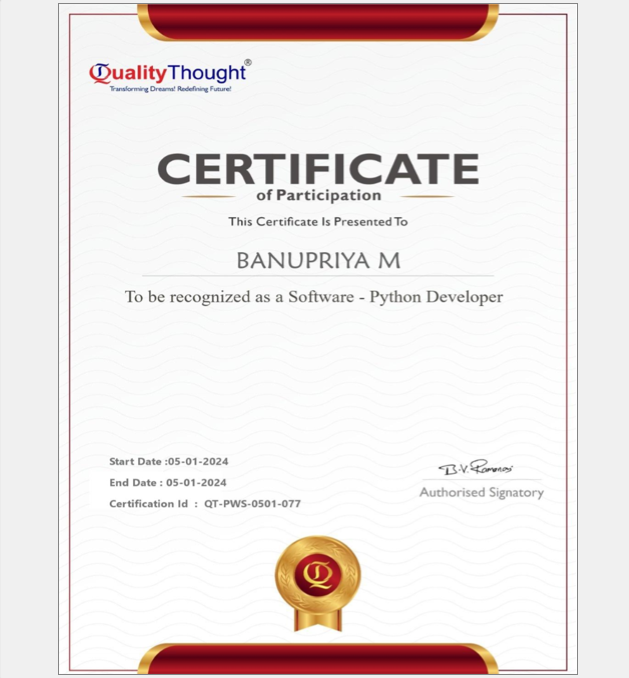 QualityThought®
Transforming Dreams! Redefining Future!
CERTIFICATE
of Participation
This Certificate Is Presented To
BANUPRIYA M
To be recognized as a Software - Python Developer
Start Date :05-01-2024
End Date : 05-01-2024
Certification Id : QT-PWS-0501-077
Authorised Signatory